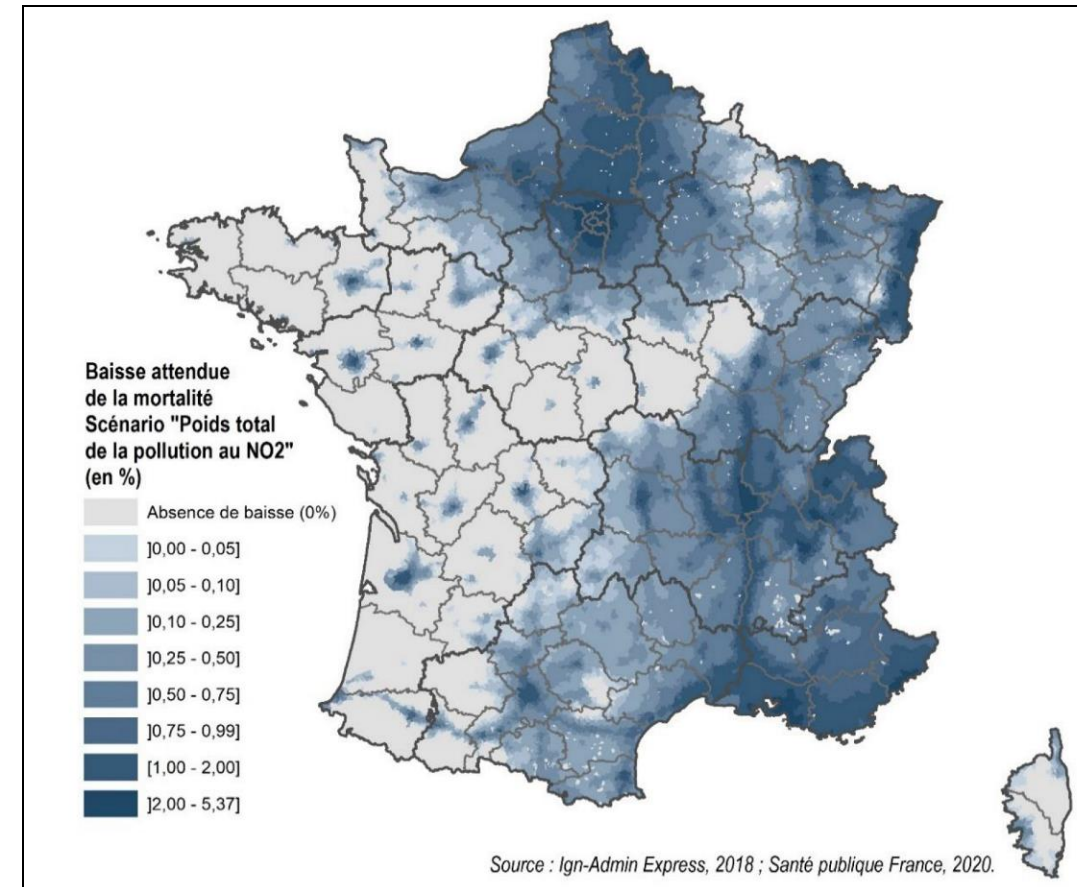 Baisse attendue
de la mortalité
Scénario "Poids total
de la pollution au NO2"
(en %)
Absence de baisse (0%)
]0,00 - 0,05]
]0,05 - 0,10]
]0,10 - 0,25]
]0,25 - 0,50]
]0,50 - 0,75]
]0,75 - 0,99]
[1,00 - 2,00]
]2,00 - 5,37]
Source : Ign-Admin Express, 2018 ; Santé publique France, 2020.